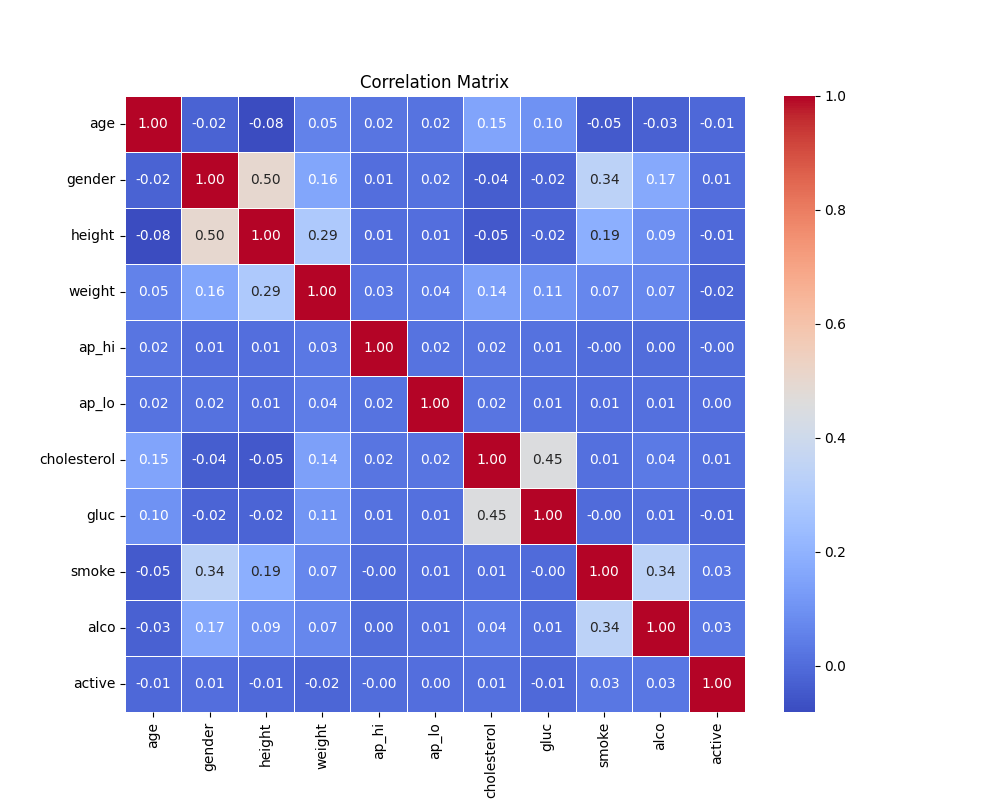 Correlation Matrix
age 1.00 -0.02 -0.08 0.05 0.02 0.02 0.15 0.10 -0.05 -0.03 -0.01
gender -0.02 1.00 0.50 0.16 0.01 0.02 -0.04 -0.02 0.34 0.17 0.01
height -0.08 0.50 1.00 0.29 0.01 0.01 -0.05 -0.02 0.19 0.09 -0.01
weight 0.05 0.16 0.29 1.00 0.03 0.04 0.14 0.11 0.07 0.07 -0.02
ap_hi 0.02 0.01 0.01 0.03 1.00 0.02 0.02 0.01 -0.00 0.00 -0.00
ap_lo 0.02 0.02 0.01 0.04 0.02 1.00 0.02 0.01 0.01 0.01 0.00
cholesterol 0.15 -0.04 -0.05 0.14 0.02 0.02 1.00 0.45 0.01 0.04 0.01
gluc 0.10 -0.02 -0.02 0.11 0.01 0.01 0.45 1.00 -0.00 0.01 -0.01
smoke -0.05 0.34 0.19 0.07 -0.00 0.01 0.01 -0.00 1.00 0.34 0.03
alco -0.03 0.17 0.09 0.07 0.00 0.01 0.04 0.01 0.34 1.00 0.03
active -0.01 0.01 -0.01 -0.02 -0.00 0.00 0.01 -0.01 0.03 0.03 1.00
age gender height weight ap_hi ap_lo cholesterol gluc smoke alco active
1.0
0.8
0.6
0.4
0.2
0.0